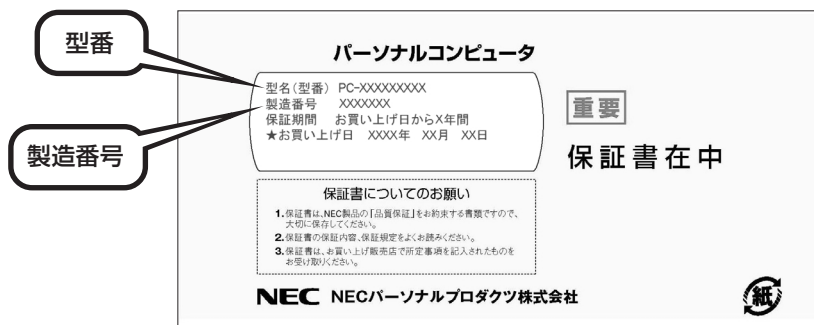 型番
製造番号
パーソナルコンピュータ
型名(型番) PC-XXXXXXXXX
製造番号 XXXXXXX
保証期間 お買い上げ日からX年間
★お買い上げ日 XXXX年 XX月 XX日
重要
保証書在中
保証書についてのお願い
1.保証書は、NEC製品の「品質保証」をお約束する書類ですので、
大切に保存してください。
2.保証書の保証内容、保証規定をよくお読みください。
3.保証書は、お買い上げ販売店で所定事項を記入されたものを
お受け取りください。
NEC NECパーソナルプロダクツ株式会社
紙